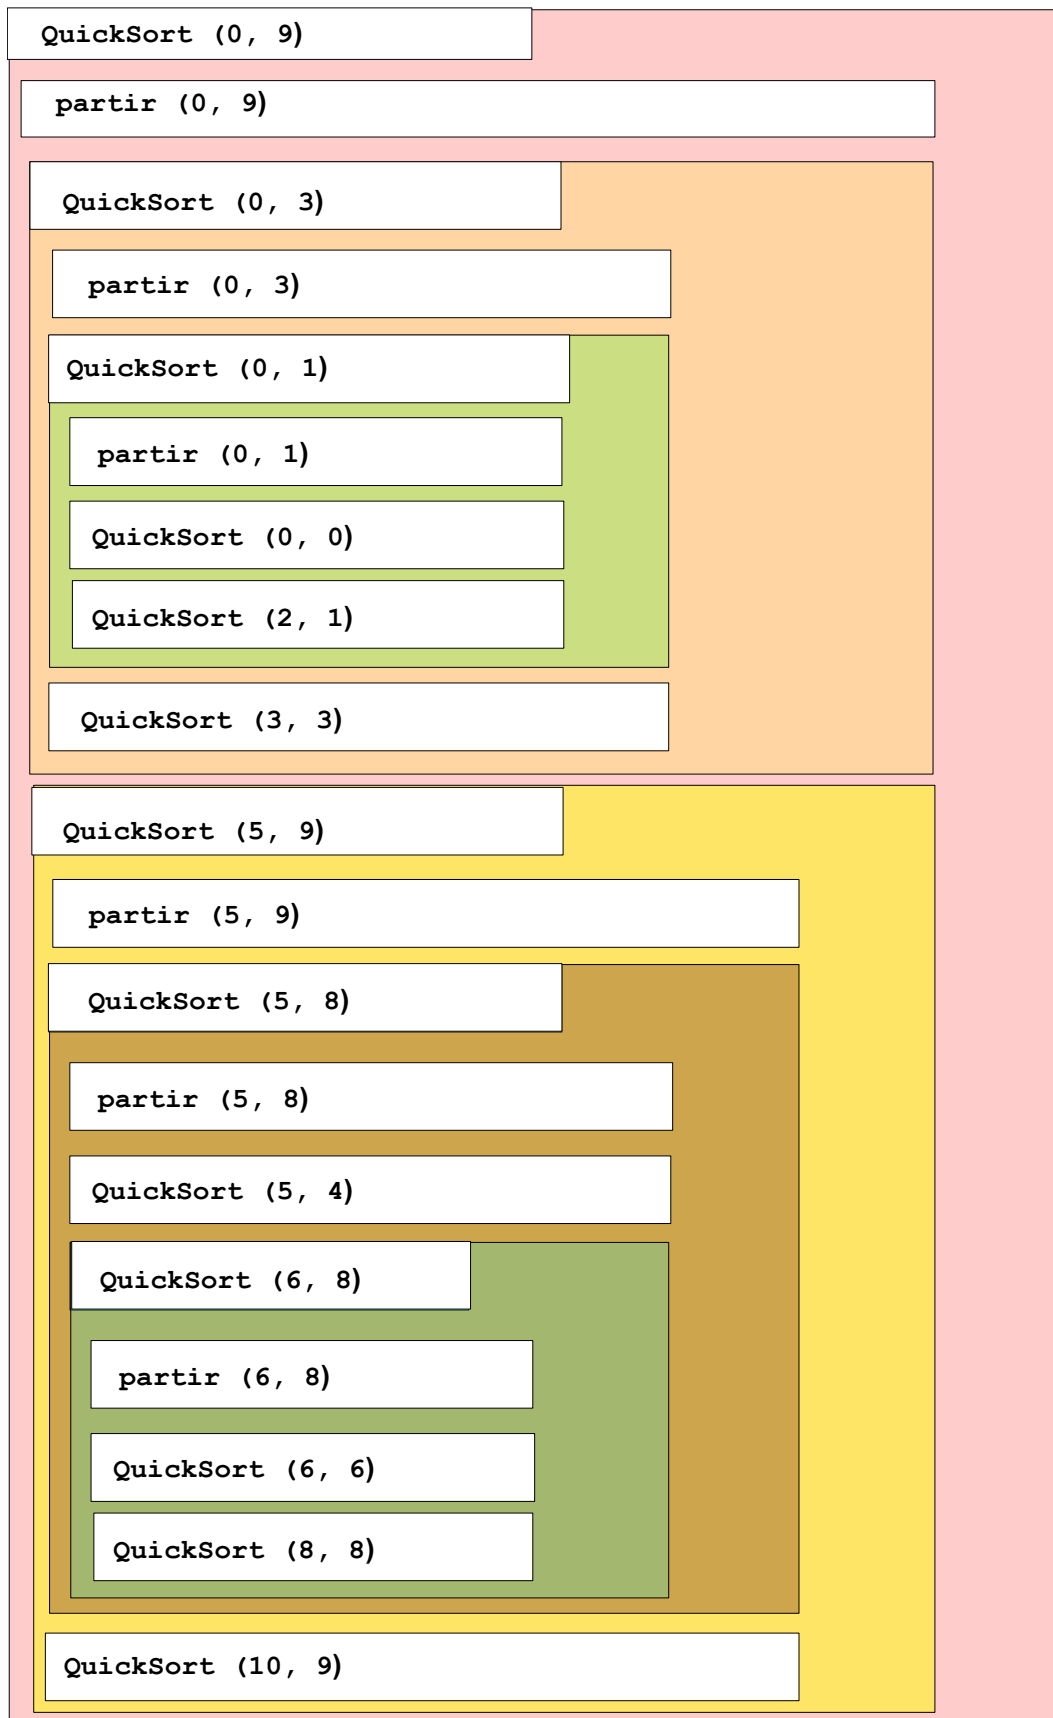 QuickSort (0, 9)
partir (0, 9)
QuickSort (0, 3)
partir (0, 3)
QuickSort (0, 1)
partir (0, 1)
QuickSort (0, 0)
QuickSort (2, 1)
QuickSort (3, 3)
QuickSort (5, 9)
partir (5, 9)
QuickSort (5, 8)
partir (5, 8)
QuickSort (5, 4)
QuickSort (6, 8)
partir (6, 8)
QuickSort (6, 6)
QuickSort (8, 8)
QuickSort (10, 9)